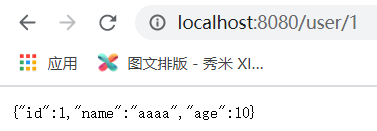 localhost:8080/user/1
应用 图文排版 - 秀米 XI...
{"id":1,"name":"aaaa","age":10}